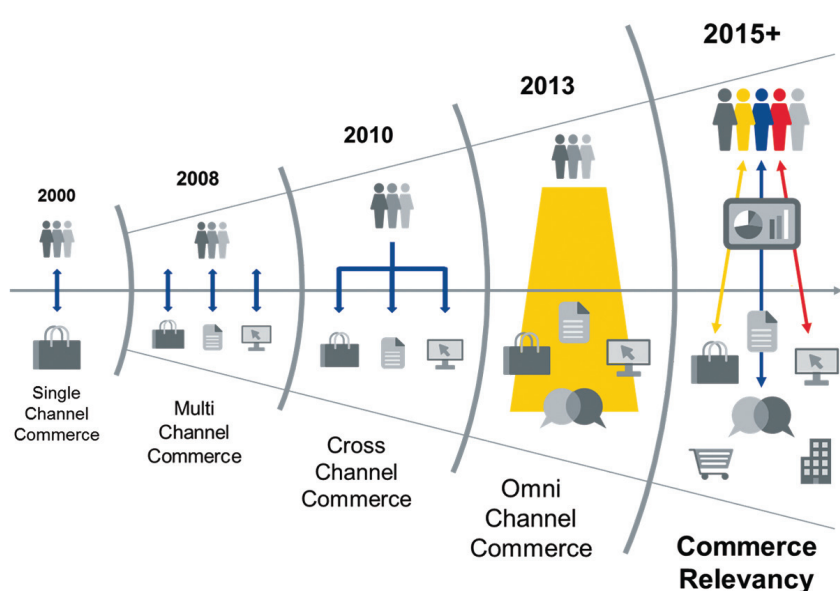 2000
Single
Channel
Commerce
2008
Multi
Channel
Commerce
2010
Cross
Channel
Commerce
2013
Omni
Channel
Commerce
2015+
Commerce
Relevancy